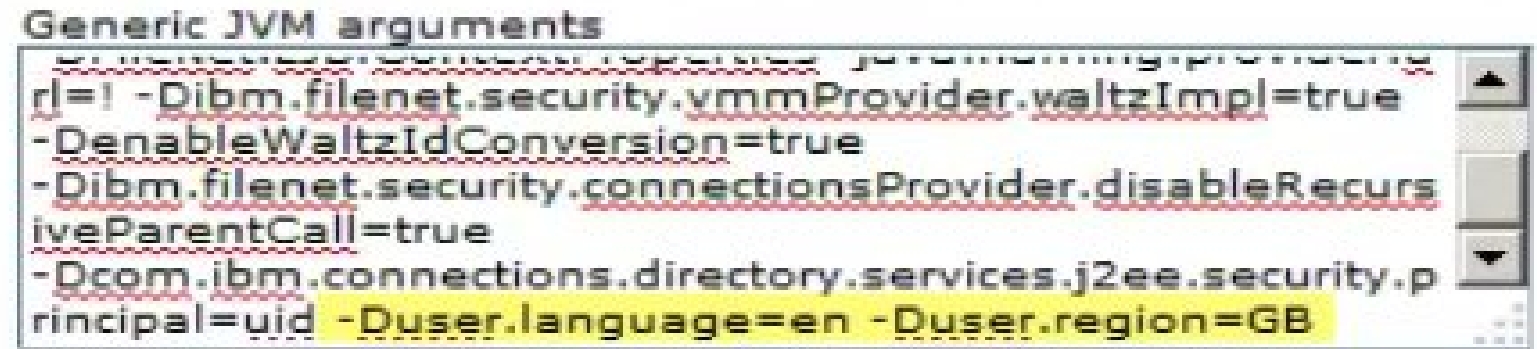 Generic JVM arguments
rl=! -Dibm.filenet.security.vmmProvider.waltzImpl=true
-DenableWaltzIdConversion=true
-Dibm.filenet.security.connectionsProvider.disableRecurs
iveParentCall=true
-Dcom.ibm.connections.directory.services.j2ee.security.p
rincipal=uid -Duser.language=en -Duser.region=GB